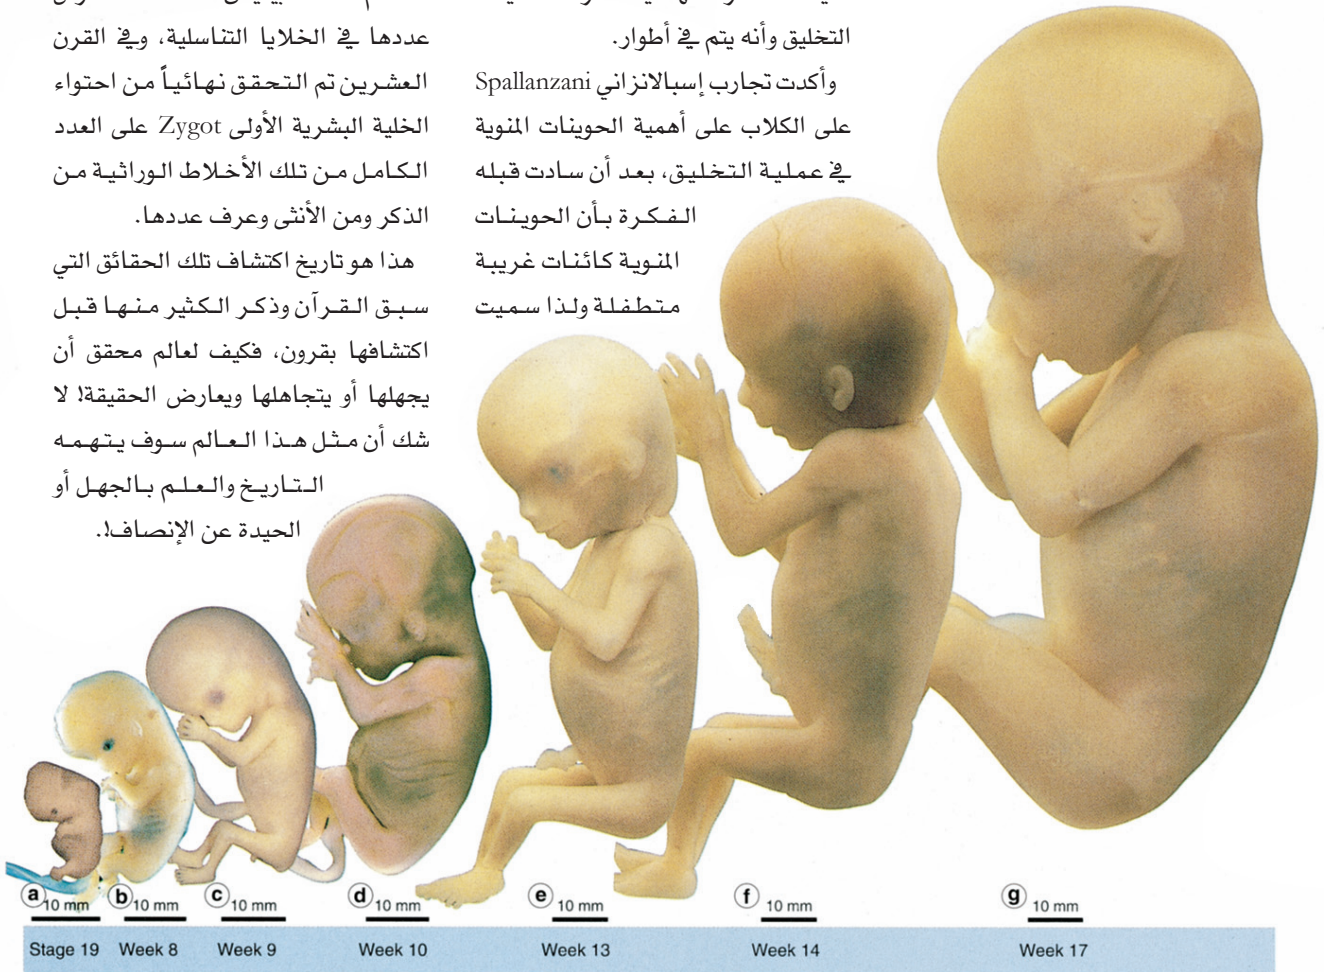 التخليق وأنه يتم في أطوار.
وأكدت تجارب إسبالانزاني Spallanzani
على الكلاب على أهمية الحوينات المنوية
في عملية التخليق، بعد أن سادت قبله
الفكرة بأن الحوينات
المنوية كائنات غريبة
متطفلة ولذا سميت
عددها في الخلايا التناسلية، وفي القرن
العشرين تم التحقق نهائياً من احتواء
الخلية البشرية الأولى Zygot على العدد
الكامل من تلك الأخلاط الوراثية من
الذكر ومن الأنثى وعرف عددها.
هذا هو تاريخ اكتشاف تلك الحقائق التي
سبق القرآن وذكر الكثير منها قبل
اكتشافها بقرون، فكيف لعالم محقق أن
يجهلها أو يتجاهلها ويعارض الحقيقة! لا
شك أن مثل هذا العالم سوف يتهمه
التاريخ والعلم بالجهل أو
الحيدة عن الإنصاف!.
a 10 mm b 10 mm c 10 mm d 10 mm e 10 mm f 10 mm g 10 mm
Stage 19 Week 8 Week 9 Week 10 Week 13 Week 14 Week 17